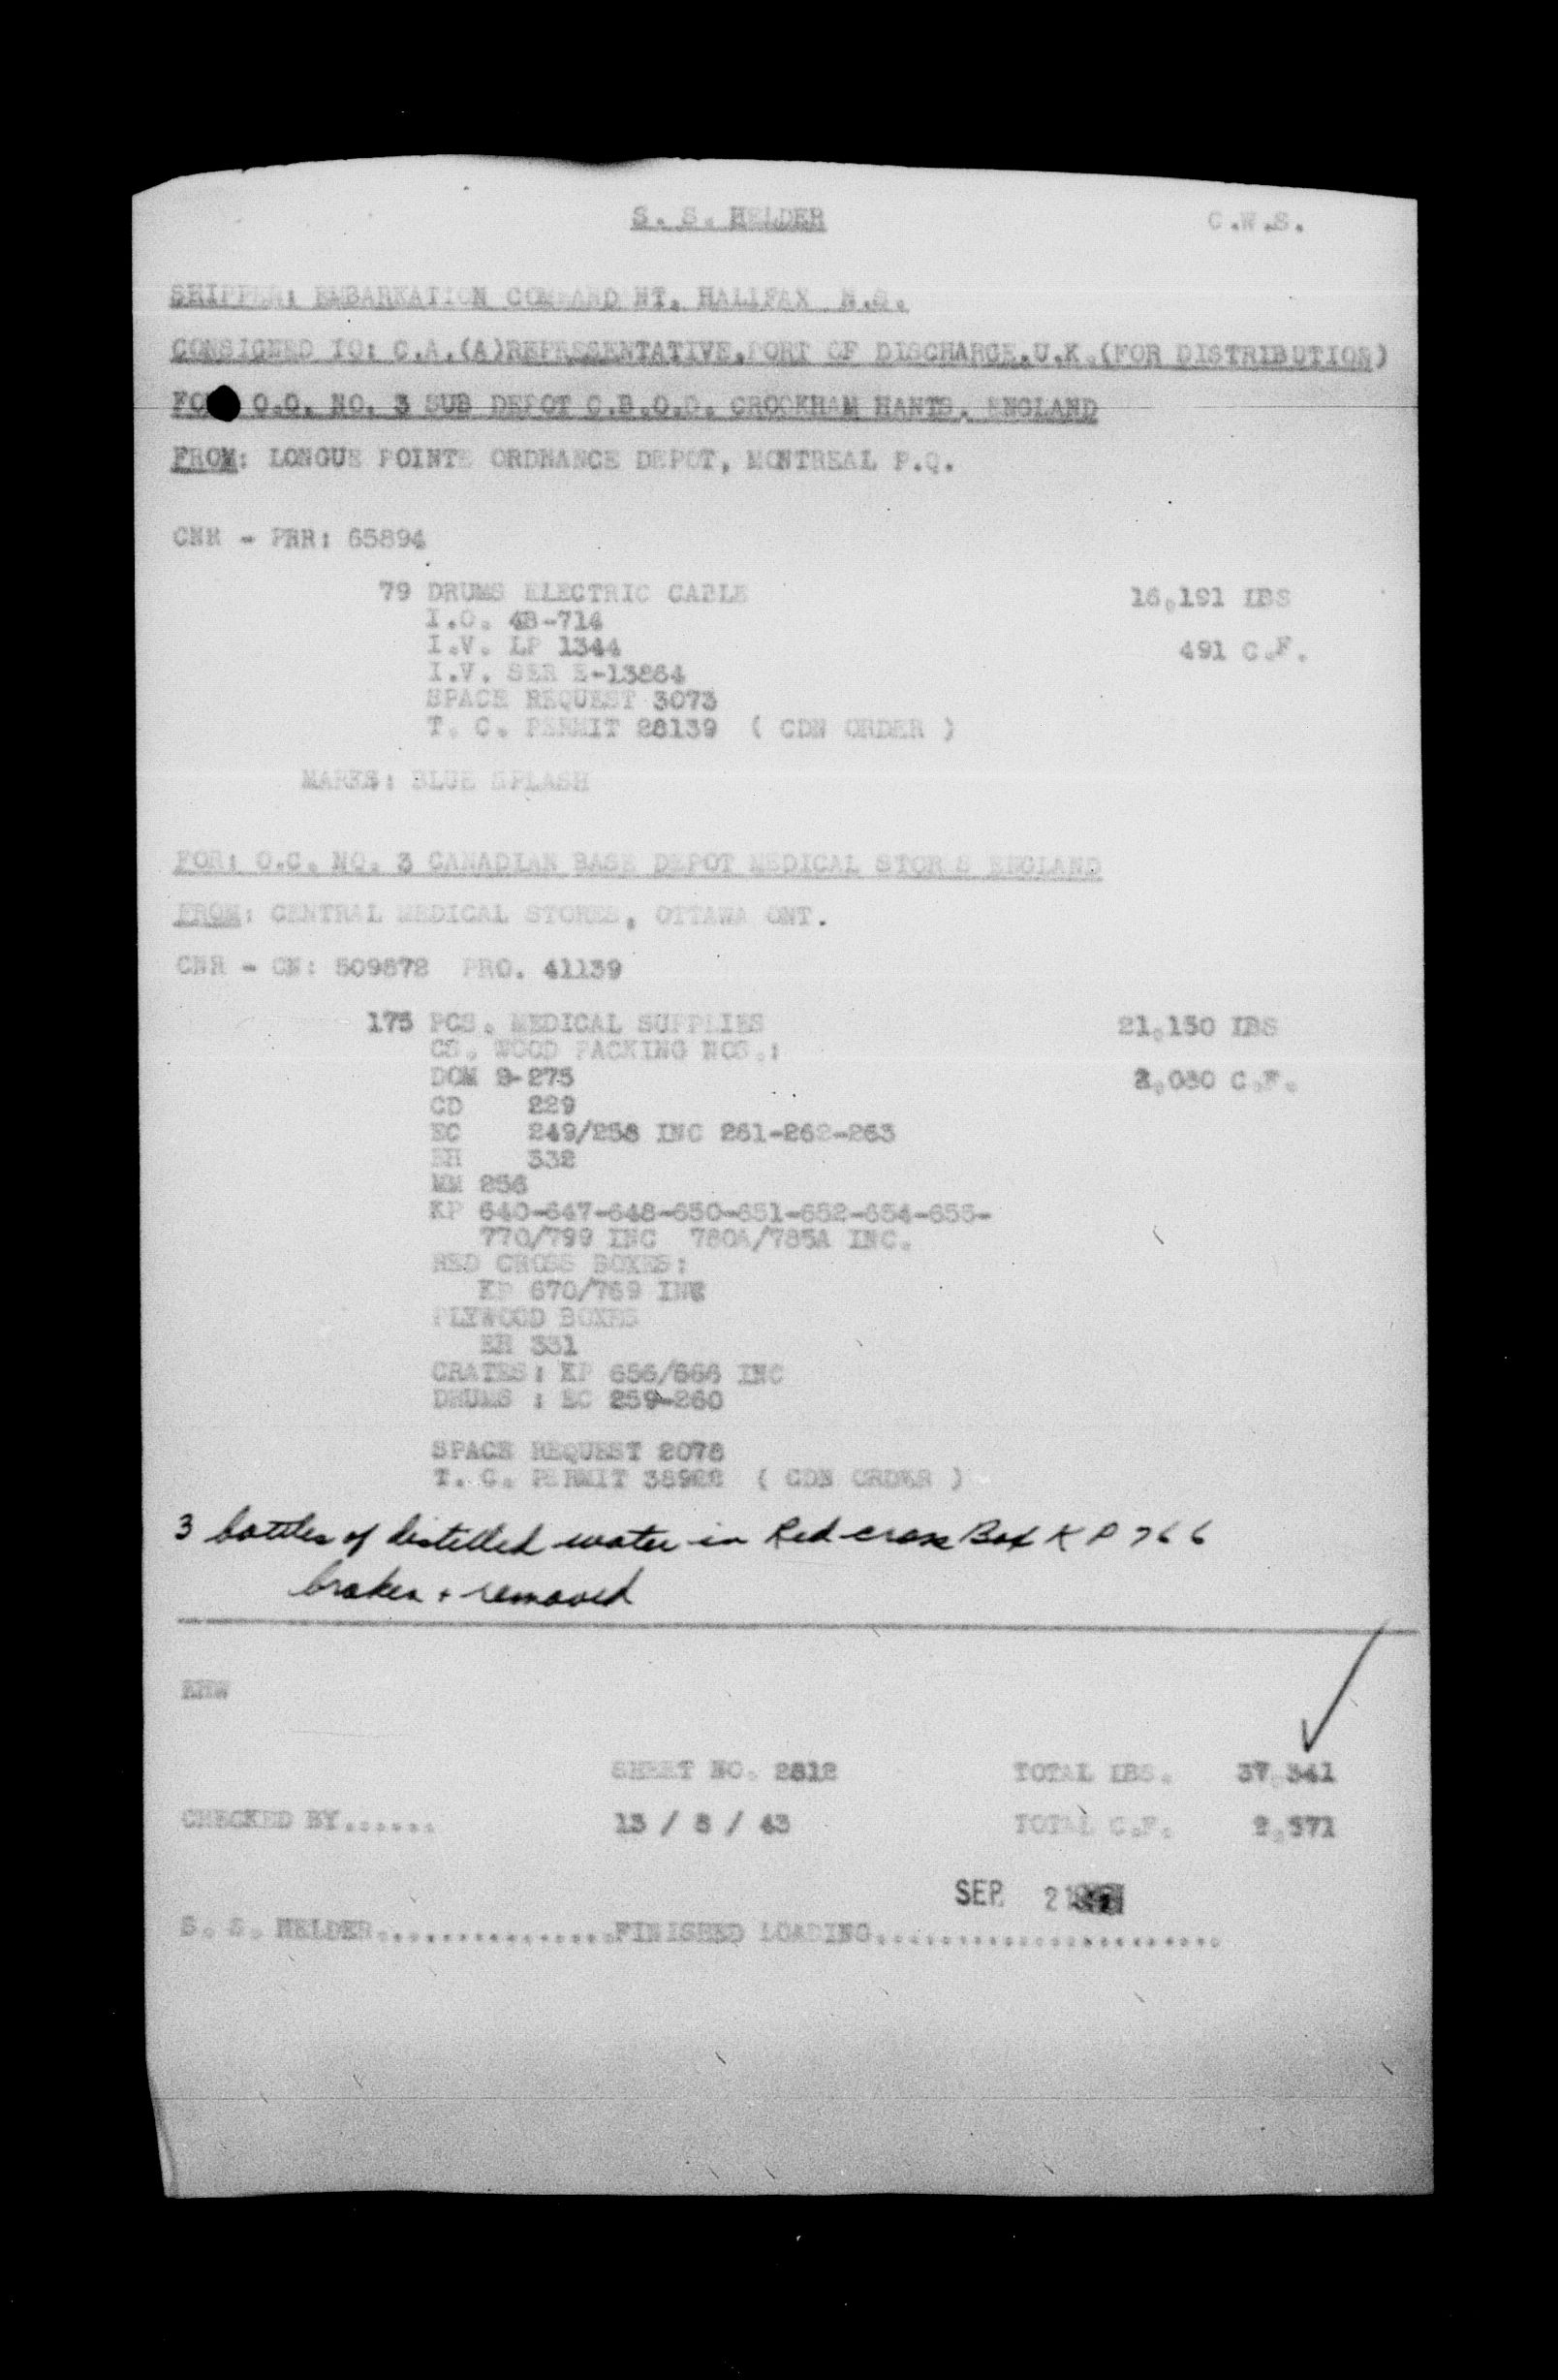 S. S. HELDER C.W.S.
SHIPPER: EMBARKATION COMMAND NT. HALIFAX N.S.
CONSIGNED TO: C.A.(A)REPRESENTATIVE.PORT OF DISCHARGE.U.K.(FOR DISTRIBUTION)
FO O.O. NO. 3 SUB DEPOT C.B.O.D. CROOKHAM HANTS. ENGLAND
FROM: LONGUE POINTE ORDNANCE DEPOT, MONTREAL P.Q.
CNR - PRR: 65894
79 DRUMS ELECTRIC CABLE 16,191 LBS
I.O. 4B-714
I.V. LP 1344 491 C.F.
I.V. SER E-13864
SPACE REQUEST 3073
T. C. PERMIT 28139 ( CDN ORDER )
MARKS: BLUE SPLASH
FOR: O.C. NO. 3 CANADIAN BASE DEPOT MEDICAL STOR S ENGLAND
FROM: CENTRAL MEDICAL STORES, OTTAWA ONT.
CNR - CN: 509872 PRO. 41139
175 PCS. MEDICAL SUPPLIES 21,150 LBS
CS. WOOD PACKING NOS.:
DOM 9-275 2,080 C.F.
CD 229
EC 249/258 INC 261-262-263
EH 332
MM 256
KP 640-647-648-650-651-652-654-655-
770/799 INC 780A/785A INC.
RED CROSS BOXES:
KP 670/769 INC
PLYWOOD BOXES
EH 331
CRATES: KP 656/666 INC
DRUMS : EC 259-260
SPACE REQUEST 2078
T. C. PERMIT 38928 ( CDN ORDER )
3 bottles of distilled water in Red cross Box K P 766
broken + removed
RHW
SHEET NO. 2812 TOTAL LBS. 37,341
CHECKED BY...... 13 / 8 / 43 TOTAL C.F. 2,571
SEP. 21
S. S. HELDER...............FINISHED LOADING......................